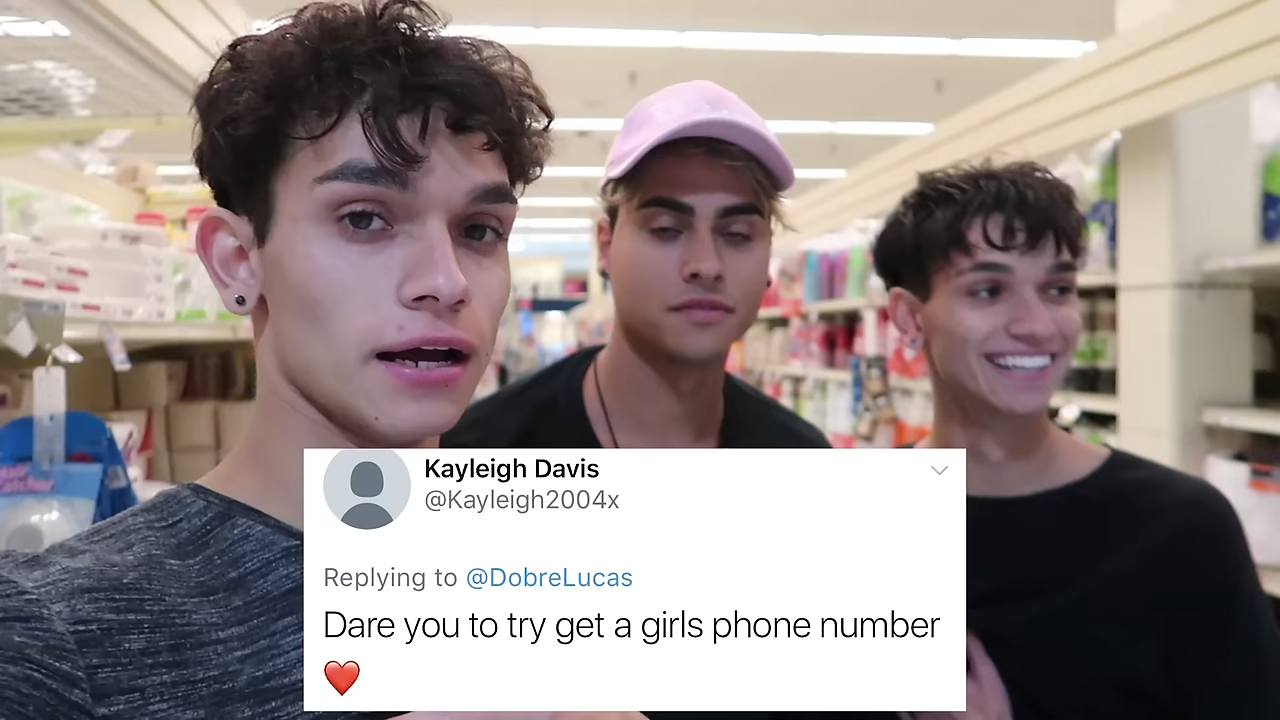 Kayleigh Davis
@Kayleigh2004x
Replying to @DobreLucas
Dare you to try get a girls phone number
❤️